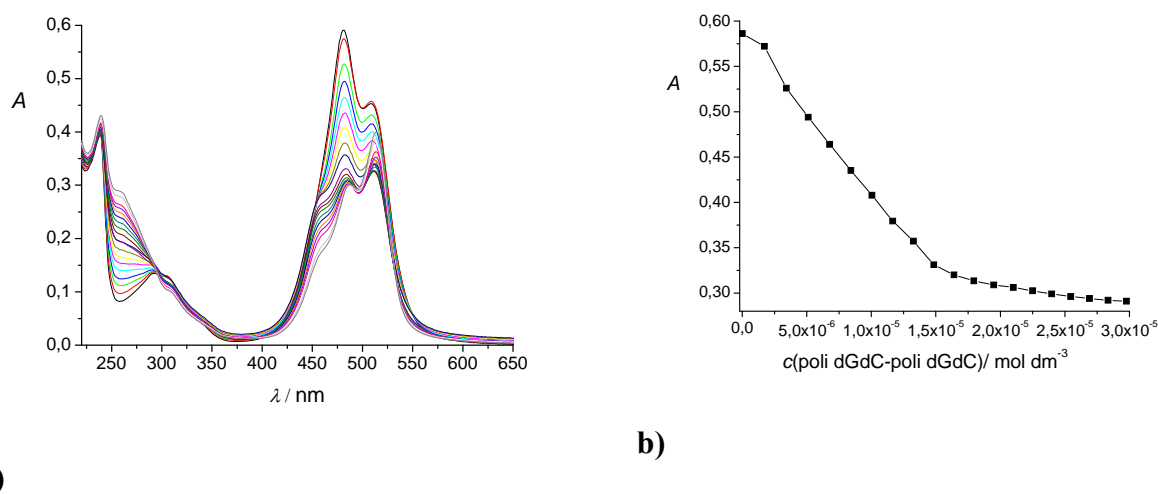 0,6
0,5
A
0,4
0,3
0,2
0,1
0,0
250 300 350 400 450 500 550 600 650
λ / nm
)
0,60
0,55
A
0,50
0,45
0,40
0,35
0,30
0,0 5,0x10⁻⁶ 1,0x10⁻⁵ 1,5x10⁻⁵ 2,0x10⁻⁵ 2,5x10⁻⁵ 3,0x10⁻⁵
c(poli dGdC-poli dGdC)/ mol dm⁻³
b)